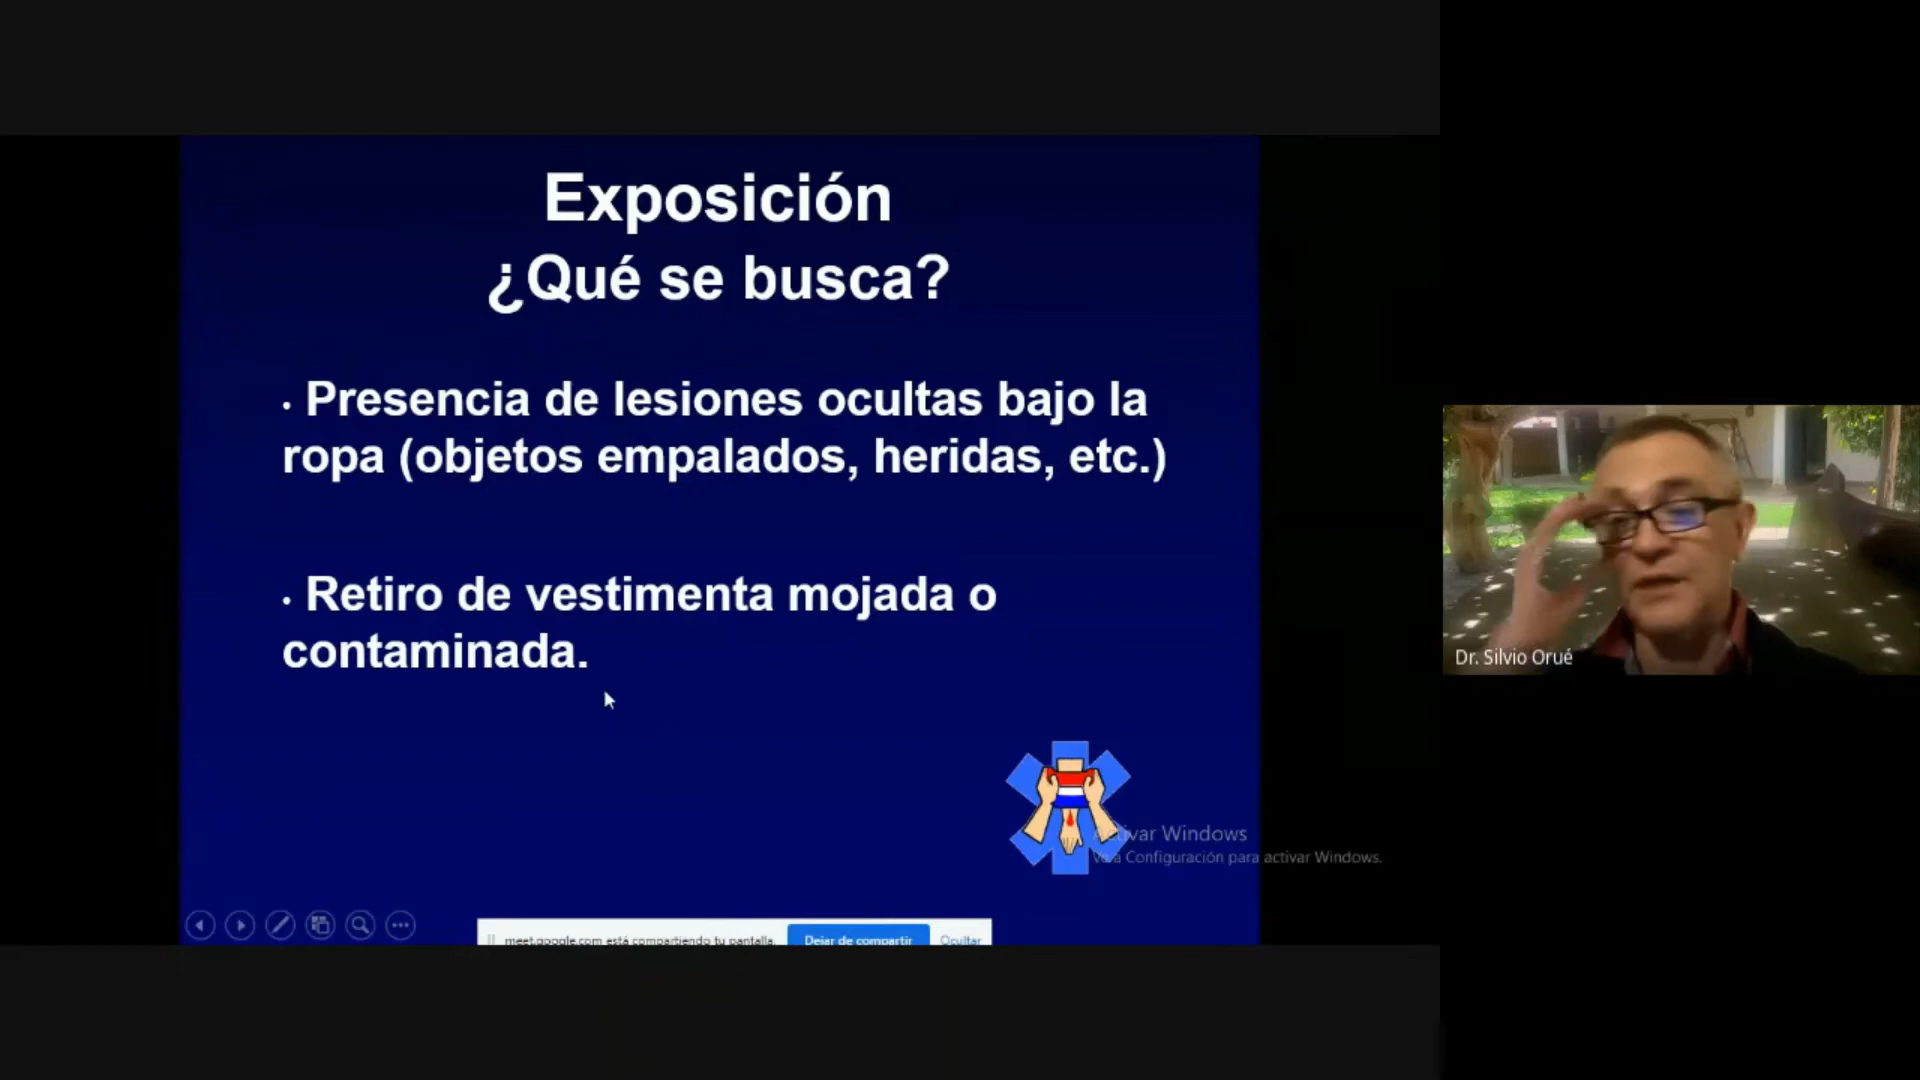 Exposición
¿Qué se busca?
• Presencia de lesiones ocultas bajo la
ropa (objetos empalados, heridas, etc.)
• Retiro de vestimenta mojada o
contaminada.
Dr. Silvio Orué
Activar Windows
Ve a Configuración para activar Windows.
meet.google.com está compartiendo tu pantalla.
Dejar de compartir
Ocultar